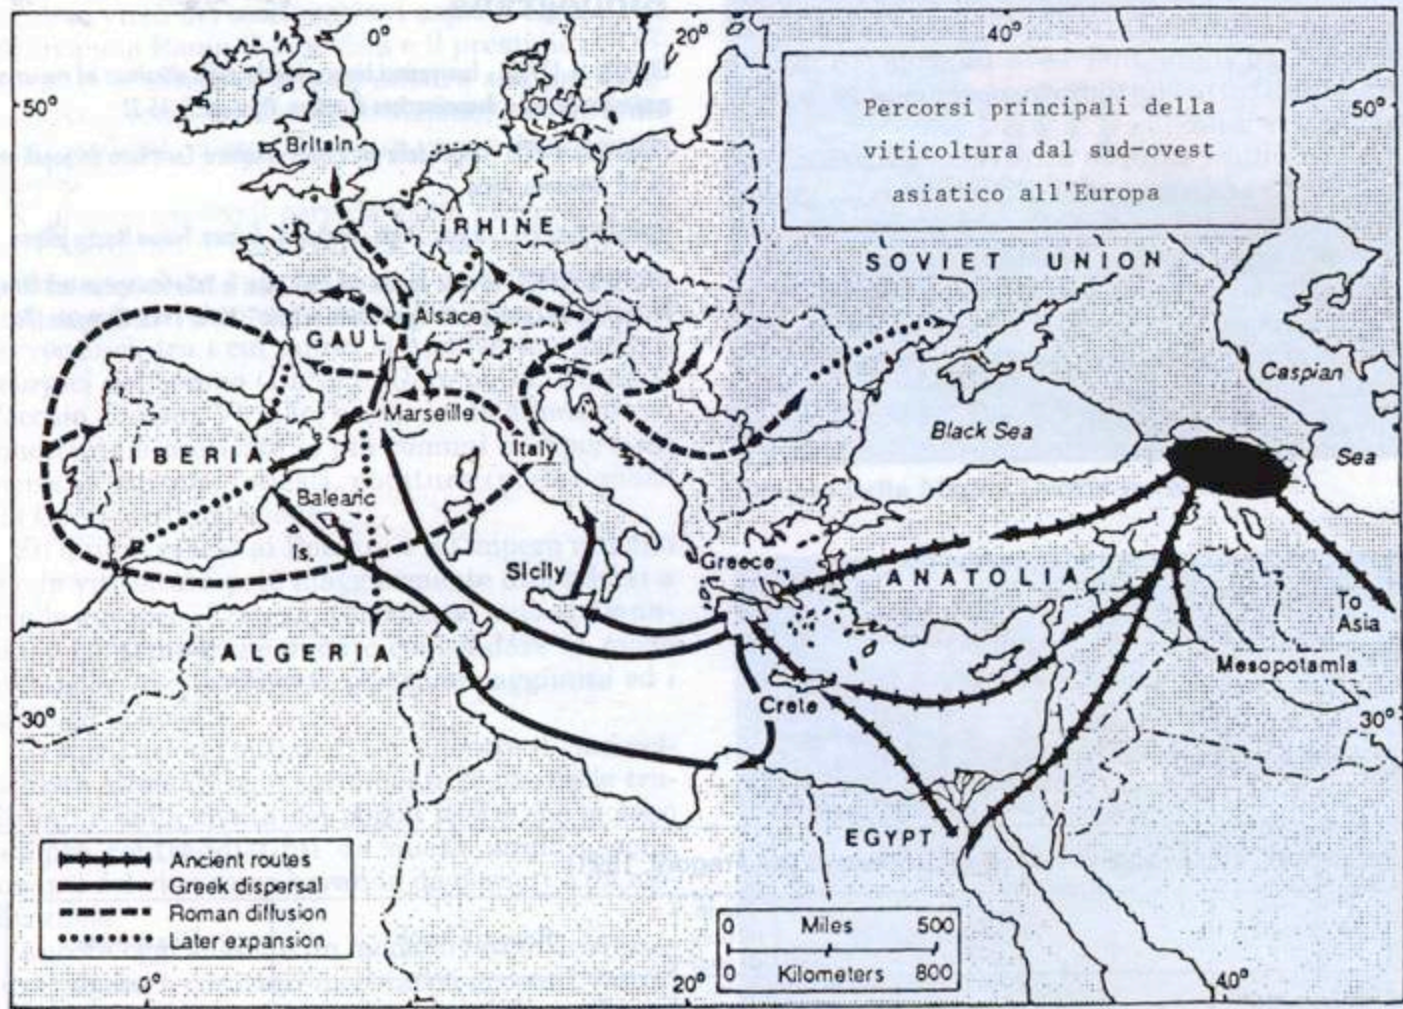 0°
20°
40°
50°
50°
Percorsi principali della
viticoltura dal sud-ovest
asiatico all'Europa
Britain
RHINE
SOVIET UNION
Alsace
GAUL
Caspian
Sea
Marseille
Black Sea
Italy
IBERIA
Balearic
Is.
Sicily
Greece
ANATOLIA
To
Asia
ALGERIA
Mesopotamia
Crete
30°
30°
EGYPT
Ancient routes
Greek dispersal
Roman diffusion
Later expansion
0 Miles 500
0 Kilometers 800
0°
20°
40°